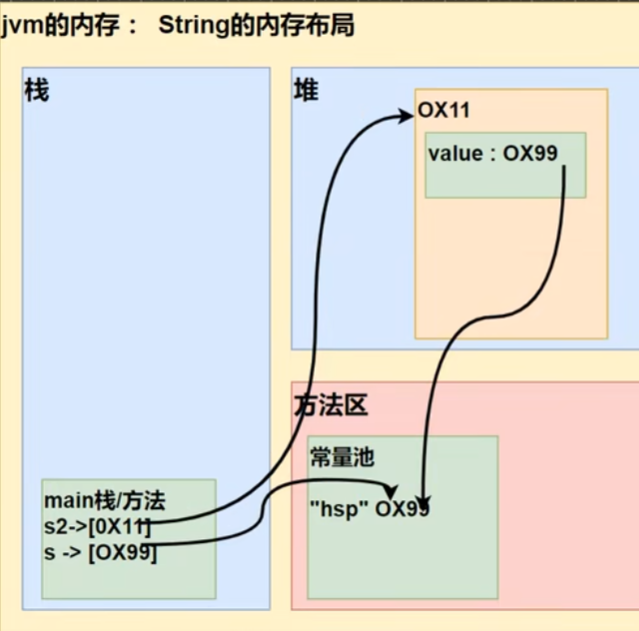 jvm的内存： String的内存布局
栈
堆
OX11
value : OX99
方法区
常量池
"hsp" OX99
main栈/方法
s2->[0X11]
s -> [OX99]